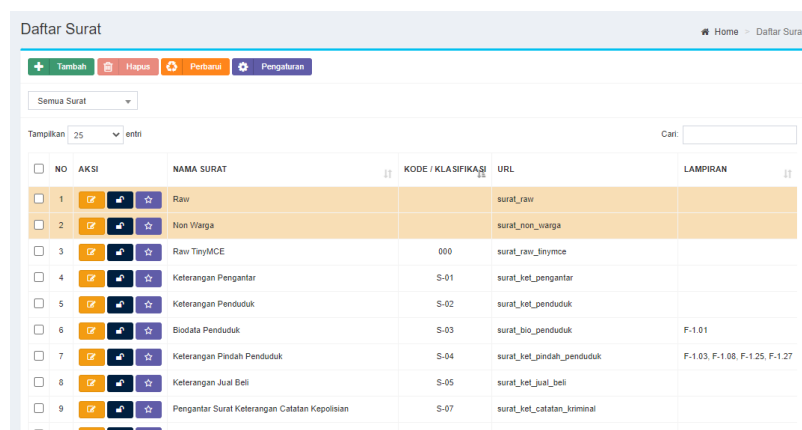 Daftar Surat
Home > Daftar Sura
Tambah Hapus Perbarui Pengaturan
Semua Surat
Tampilkan 25 entri Cari:
NO AKSI NAMA SURAT KODE / KLASIFIKASI URL LAMPIRAN
1 Raw surat_raw
2 Non Warga surat_non_warga
3 Raw TinyMCE 000 surat_raw_tinymce
4 Keterangan Pengantar S-01 surat_ket_pengantar
5 Keterangan Penduduk S-02 surat_ket_penduduk
6 Biodata Penduduk S-03 surat_bio_penduduk F-1.01
7 Keterangan Pindah Penduduk S-04 surat_ket_pindah_penduduk F-1.03, F-1.08, F-1.25, F-1.27
8 Keterangan Jual Beli S-05 surat_ket_jual_beli
9 Pengantar Surat Keterangan Catatan Kepolisian S-07 surat_ket_catatan_kriminal